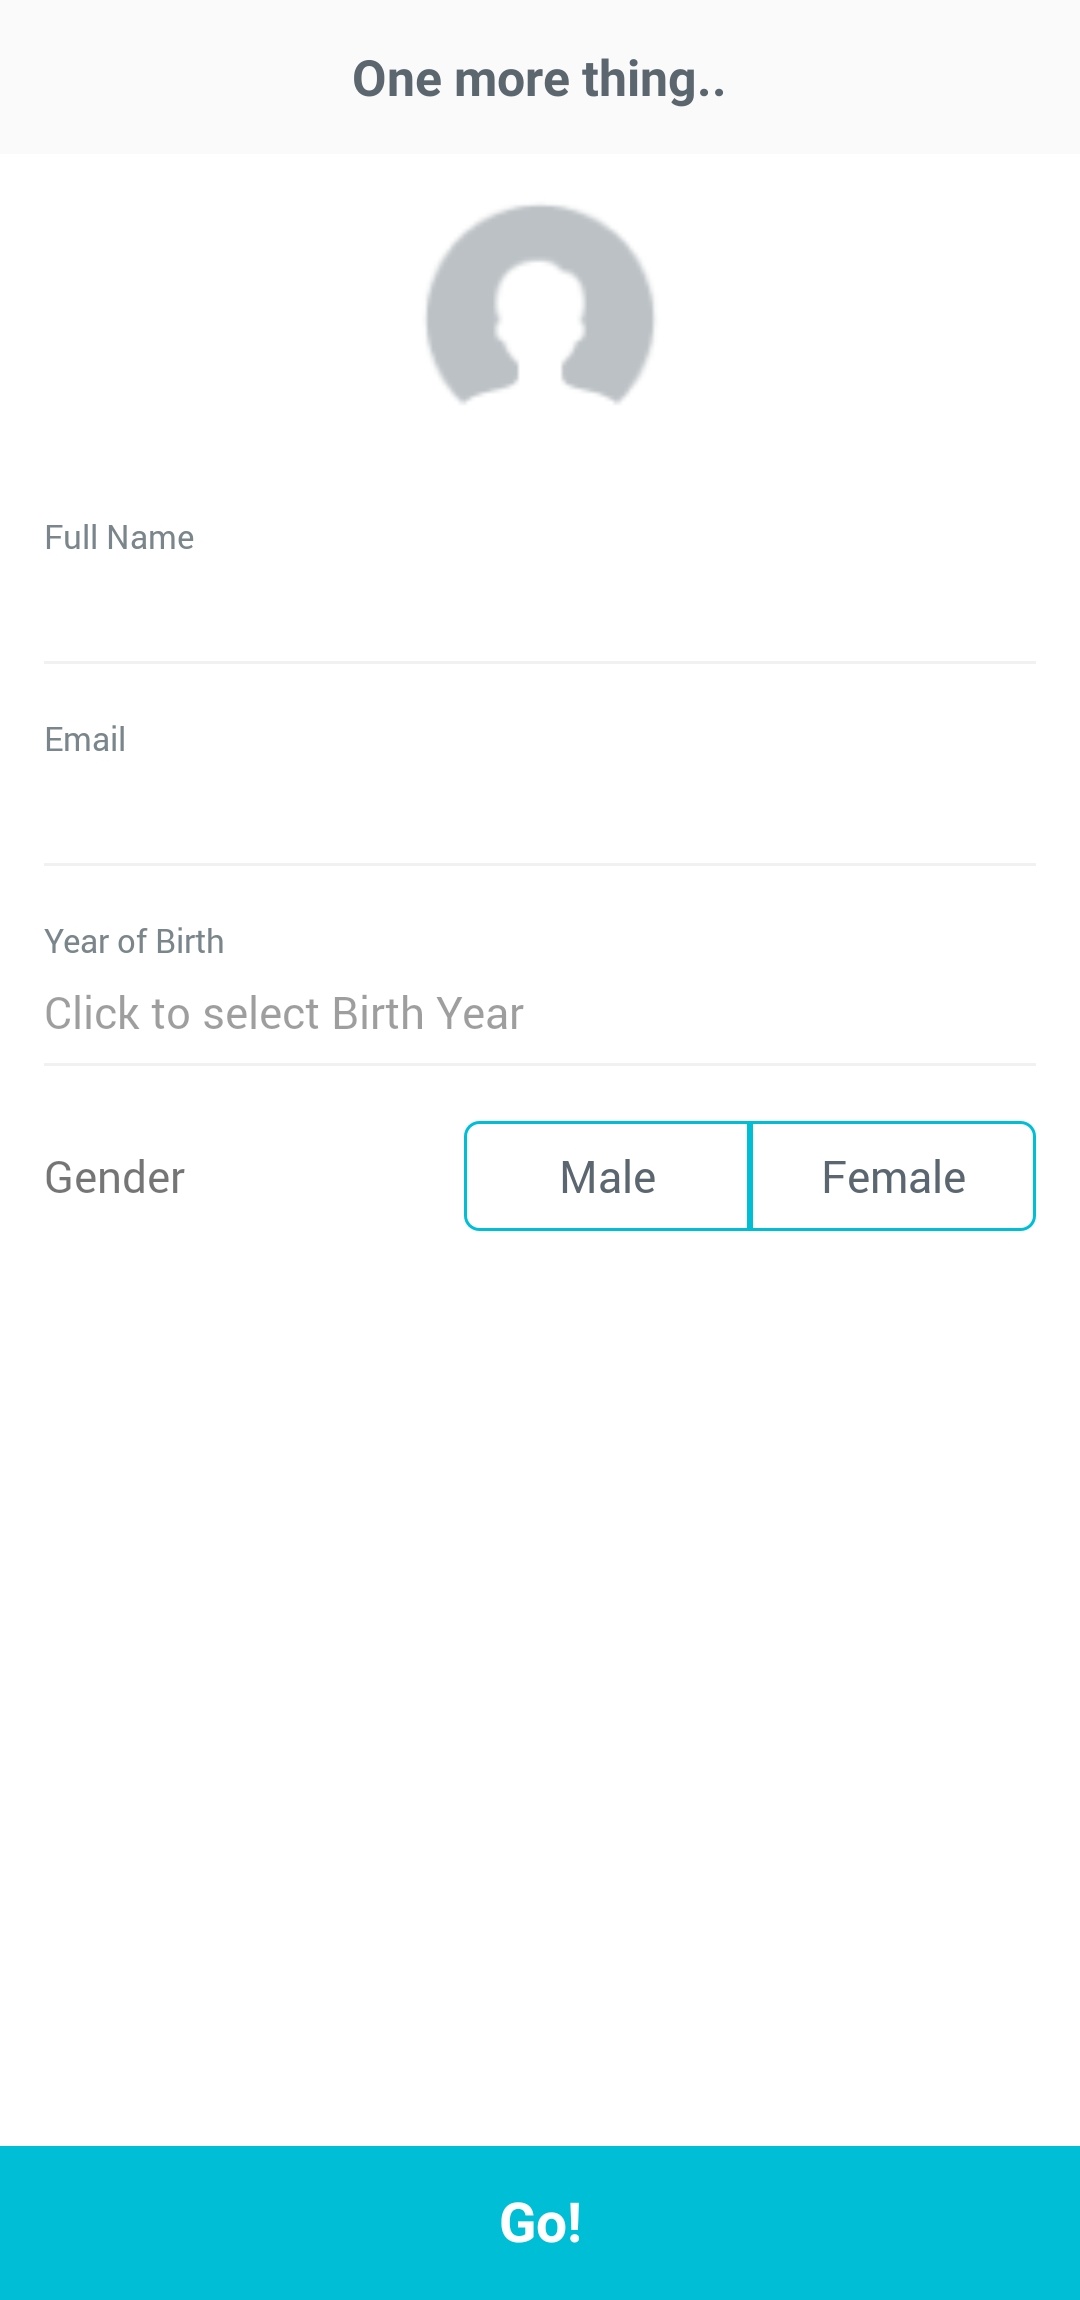 One more thing..
Full Name
Email
Year of Birth
Click to select Birth Year
Gender
Male
Female
Go!